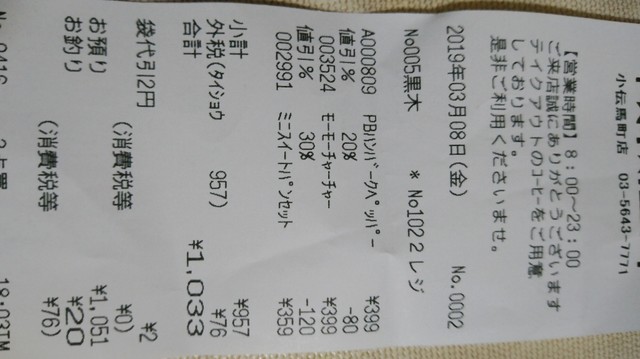 小伝馬町店 03-5643-7771
【営業時間】8:00~23:00
ご来店誠にありがとうございます
テイクアウトのコーヒーをご用意
しております。
是非ご利用くださいませ。
2019年03月08日(金) No.0002
No005黒木 *No102 2レジ
A000809 PBハンバーグペッパー ¥399
値引% 20% -80
003524 モーモーチャーチャー ¥399
値引% 30% -120
002991 ミニスイートパンセット ¥359
小計 ¥957
外税(タイショウ 957) ¥76
合計 ¥1,033
袋代引2円 ¥2
(消費税等 ¥0)
お預り ¥1,051
お釣り ¥20
(消費税等 ¥76)
18:03TM